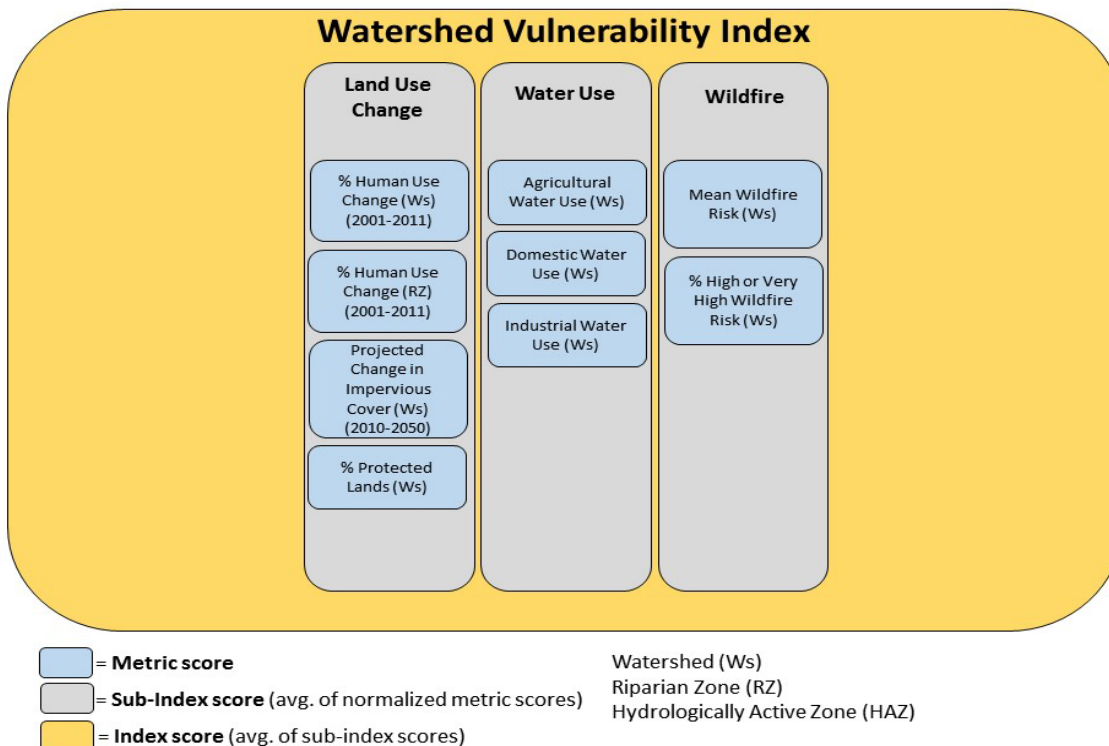 Watershed Vulnerability Index
Land Use
Change
% Human Use
Change (Ws)
(2001-2011)
% Human Use
Change (RZ)
(2001-2011)
Projected
Change in
Impervious
Cover (Ws)
(2010-2050)
% Protected
Lands (Ws)
Water Use
Agricultural
Water Use (Ws)
Domestic Water
Use (Ws)
Industrial Water
Use (Ws)
Wildfire
Mean Wildfire
Risk (Ws)
% High or Very
High Wildfire
Risk (Ws)
= Metric score
= Sub-Index score (avg. of normalized metric scores)
= Index score (avg. of sub-index scores)
Watershed (Ws)
Riparian Zone (RZ)
Hydrologically Active Zone (HAZ)